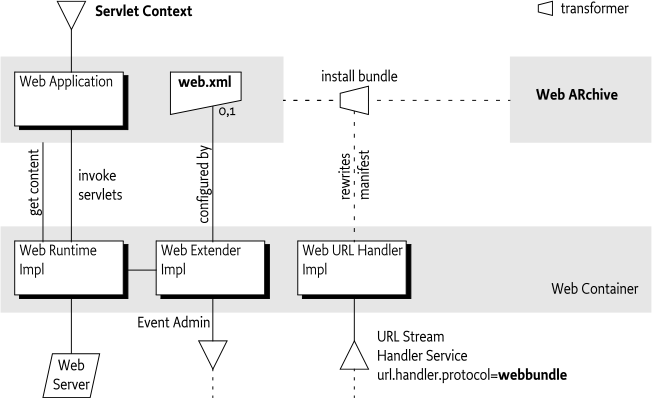 Servlet Context
transformer
Web Application
web.xml
0,1
install bundle
Web ARchive
get content
invoke
servlets
configured by
rewrites
manifest
Web Runtime
Impl
Web Extender
Impl
Web URL Handler
Impl
Web Container
Event Admin
Web
Server
URL Stream
Handler Service
url.handler.protocol=webbundle